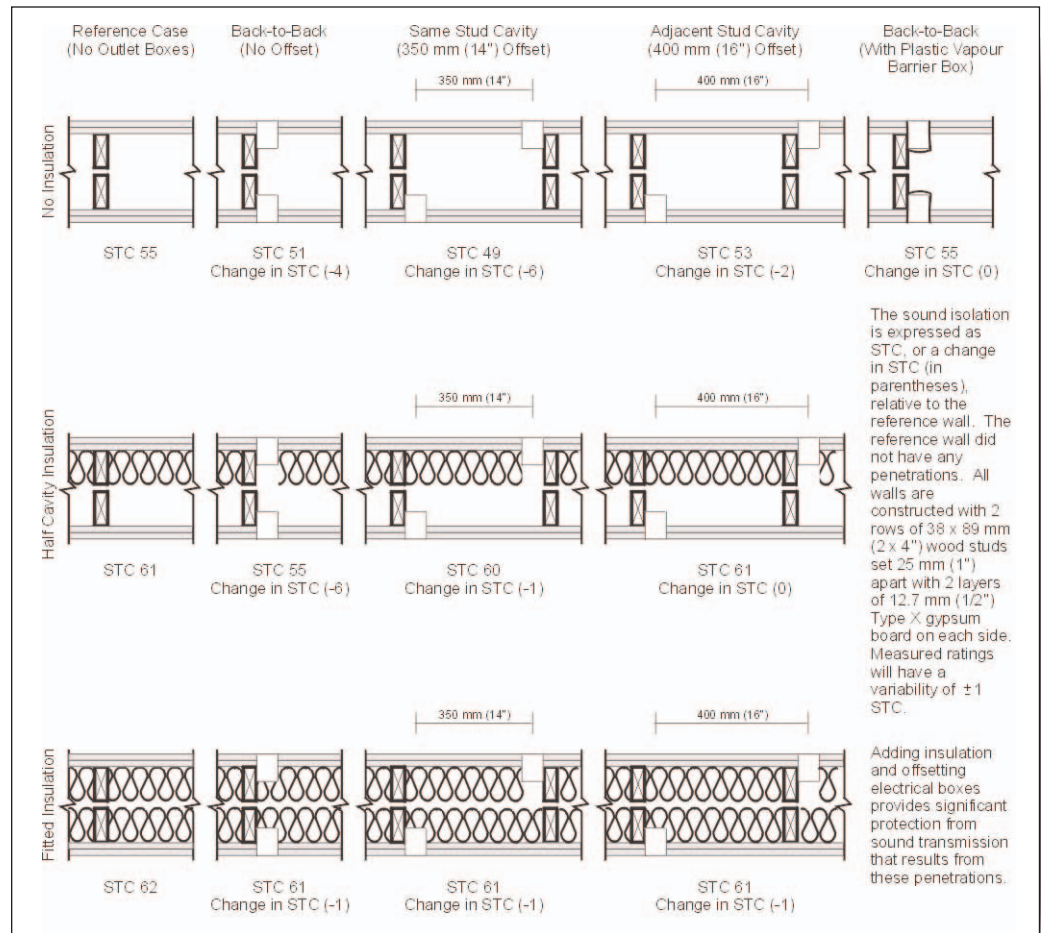 Reference Case
(No Outlet Boxes)
Back-to-Back
(No Offset)
Same Stud Cavity
(350 mm (14") Offset)
Adjacent Stud Cavity
(400 mm (16") Offset)
Back-to-Back
(With Plastic Vapour
Barrier Box)
350 mm (14")
400 mm (16")
No Insulation
STC 55
STC 51
Change in STC (-4)
STC 49
Change in STC (-6)
STC 53
Change in STC (-2)
STC 55
Change in STC (0)
350 mm (14")
400 mm (16")
Half Cavity Insulation
STC 61
STC 55
Change in STC (-6)
STC 60
Change in STC (-1)
STC 61
Change in STC (0)
The sound isolation
is expressed as
STC, or a change
in STC (in
parentheses),
relative to the
reference wall. The
reference wall did
not have any
penetrations. All
walls are
constructed with 2
rows of 38 x 89 mm
(2 x 4") wood studs
set 25 mm (1")
apart with 2 layers
of 12.7 mm (1/2")
Type X gypsum
board on each side.
Measured ratings
will have a
variability of ±1
STC.
350 mm (14")
400 mm (16")
Fitted Insulation
STC 62
STC 61
Change in STC (-1)
STC 61
Change in STC (-1)
STC 61
Change in STC (-1)
Adding insulation
and offsetting
electrical boxes
provides significant
protection from
sound transmission
that results from
these penetrations.